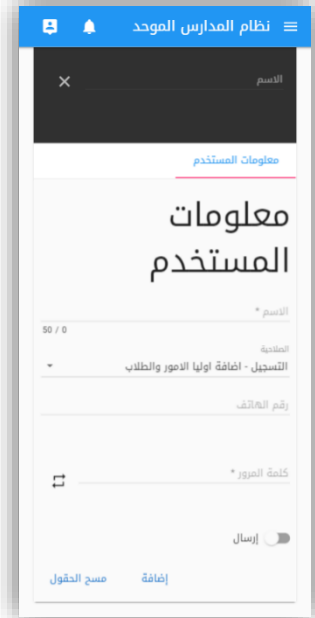 نظام المدارس الموحد
الاسم
معلومات المستخدم
معلومات
المستخدم
الاسم *
50 / 0
الصلاحية
التسجيل - اضافة اوليا الامور والطلاب
رقم الهاتف
كلمة المرور *
إرسال
إضافة مسح الحقول